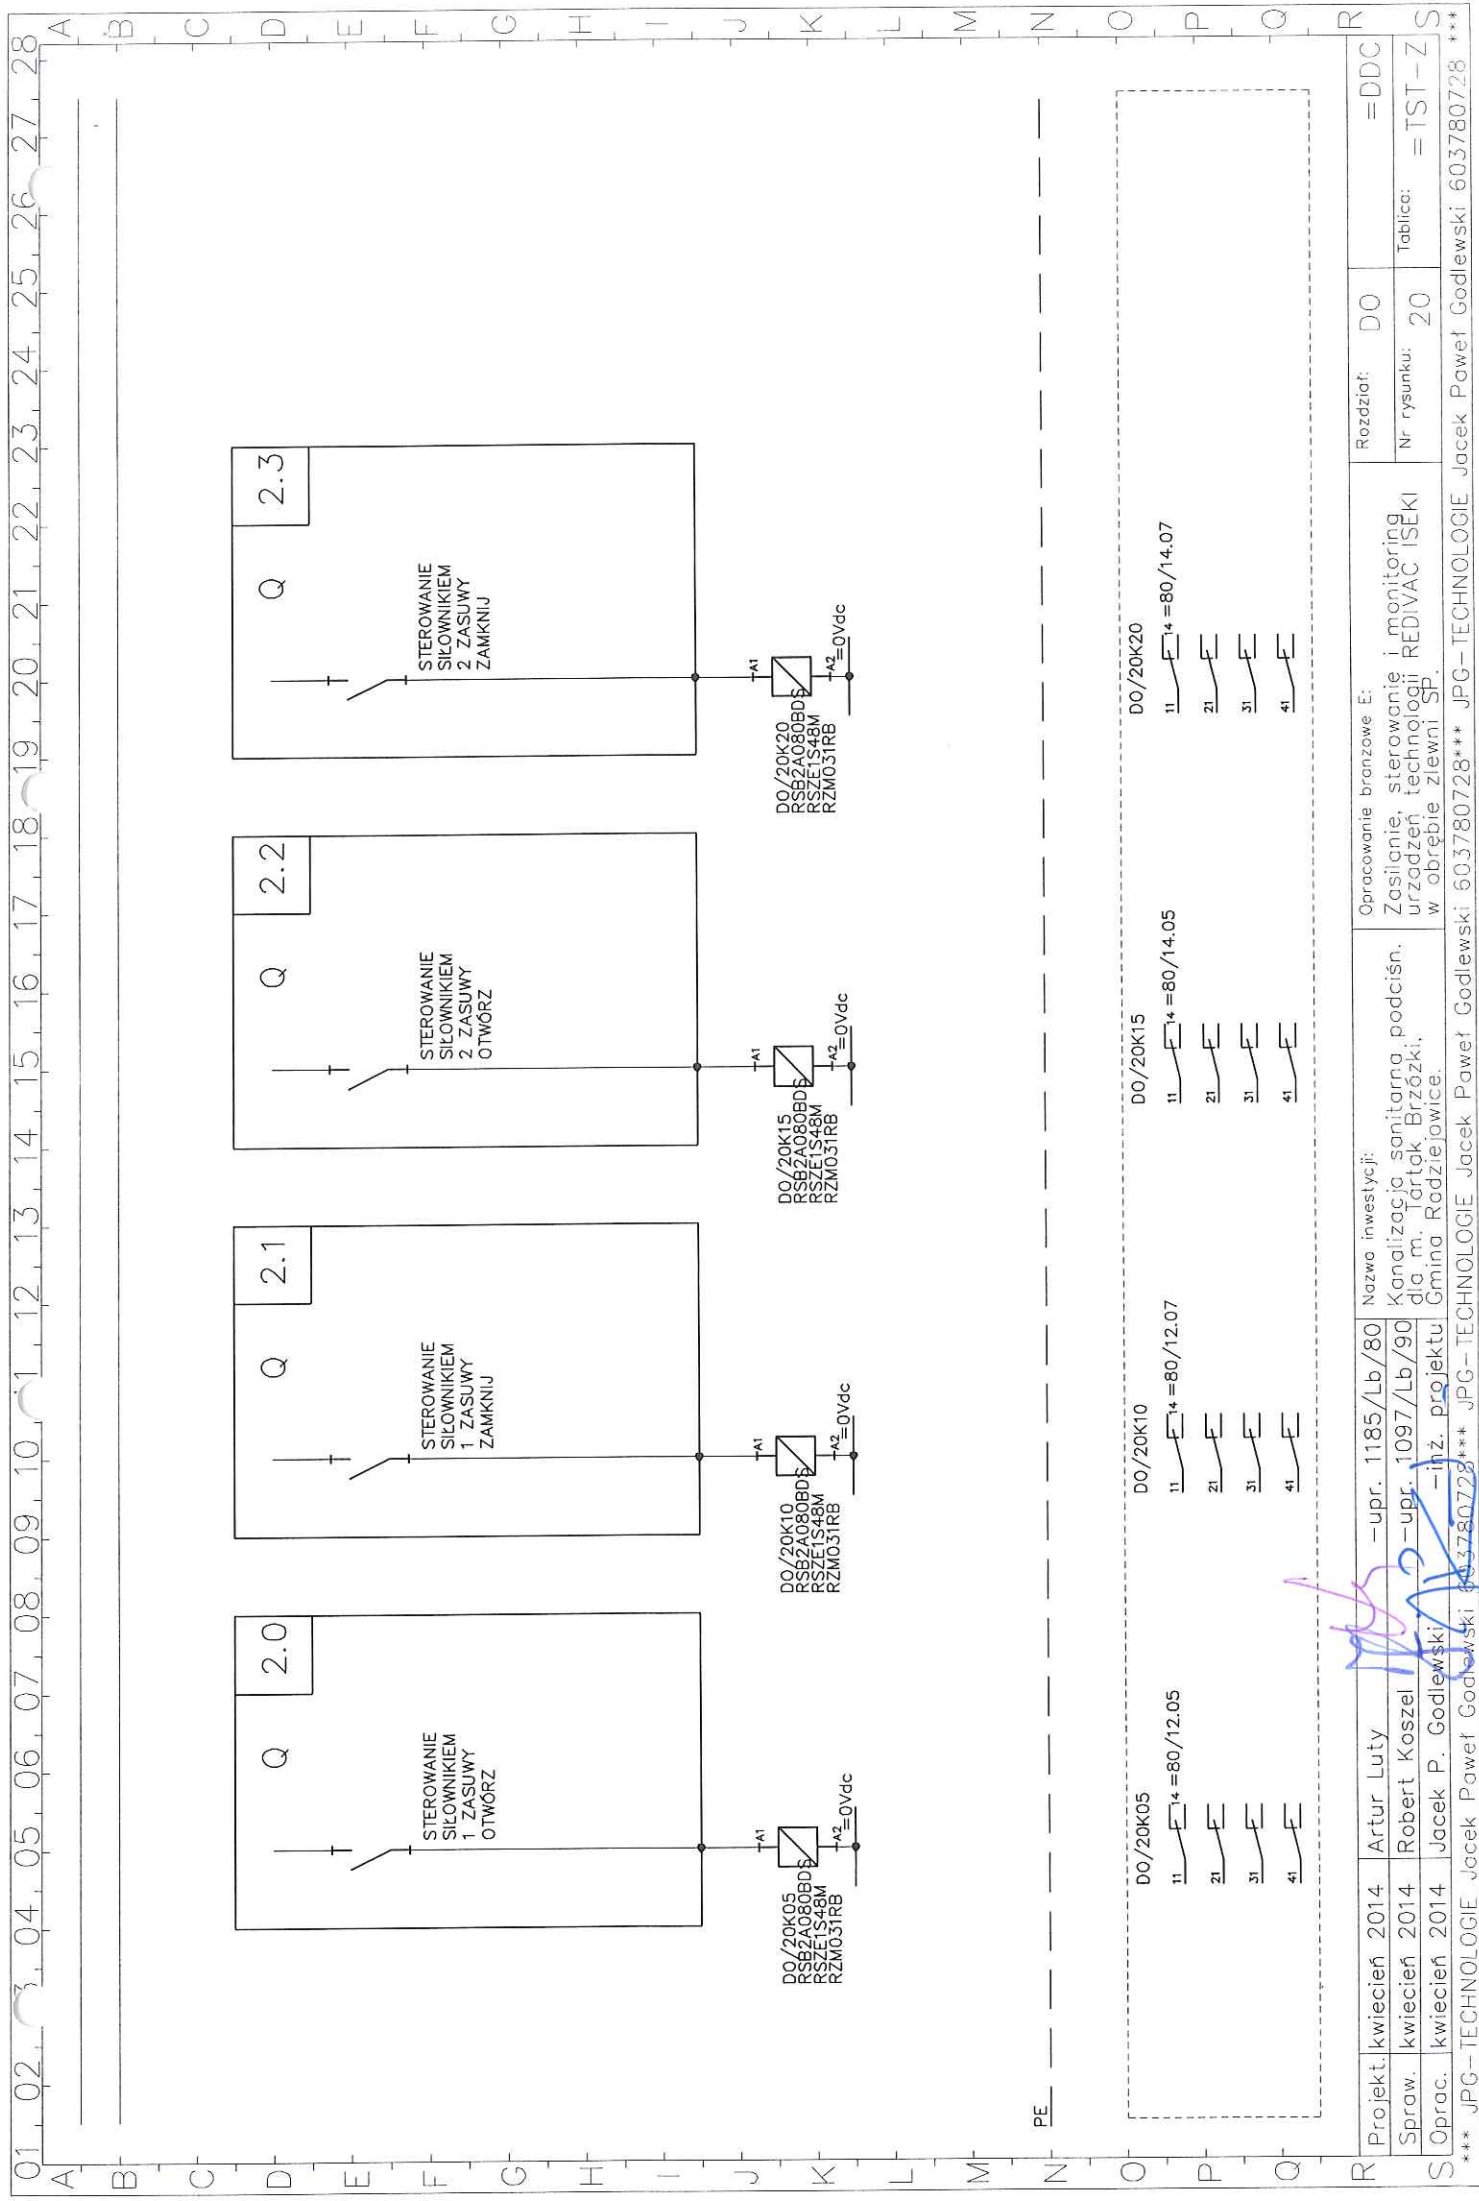 01 02 03 04 05 06 07 08 09 10 11 12 13 14 15 16 17 18 19 20 21 22 23 24 25 26 27 28
A
B
C
D
E
F
G
H
I
J
K
L
M
N
O
P
Q
R
S
A
B
C
D
E
F
G
H
I
J
K
L
M
N
O
P
Q
R
S
Q
2.0
STEROWANIE
SIŁOWNIKIEM
1 ZASUWY
OTWÓRZ
A1
DO/20K05
RSB2A080BDS
RSZE1S48M
RZM031RB
A2
=0Vdc
Q
2.1
STEROWANIE
SIŁOWNIKIEM
1 ZASUWY
ZAMKNIJ
A1
DO/20K10
RSB2A080BDS
RSZE1S48M
RZM031RB
A2
=0Vdc
Q
2.2
STEROWANIE
SIŁOWNIKIEM
2 ZASUWY
OTWÓRZ
A1
DO/20K15
RSB2A080BDS
RSZE1S48M
RZM031RB
A2
=0Vdc
Q
2.3
STEROWANIE
SIŁOWNIKIEM
2 ZASUWY
ZAMKNIJ
A1
DO/20K20
RSB2A080BDS
RSZE1S48M
RZM031RB
A2
=0Vdc
PE
DO/20K05
11 14 =80/12.05
21
31
41
DO/20K10
11 14 =80/12.07
21
31
41
DO/20K15
11 14 =80/14.05
21
31
41
DO/20K20
11 14 =80/14.07
21
31
41
Projekt. kwiecień 2014 Artur Luty -upr. 1185/Lb/80
Spraw. kwiecień 2014 Robert Koszel -upr. 1097/Lb/90
Oprac. kwiecień 2014 Jacek P. Godlewski -inż. projektu
Nazwa inwestycji:
Kanalizacja sanitarna podciśn.
dla m. Tartak Brzózki,
Gmina Radziejowice.
Opracowanie branżowe E:
Zasilanie, sterowanie i monitoring
urządzeń technologii REDIVAC ISEKI
w obrębie zlewni SP.
Rozdział: DO
=DDC
Nr rysunku: 20
Tablica: =TST-Z
*** JPG-TECHNOLOGIE Jacek Paweł Godlewski 603780728*** JPG-TECHNOLOGIE Jacek Paweł Godlewski 603780728*** JPG-TECHNOLOGIE Jacek Paweł Godlewski 603780728 ***